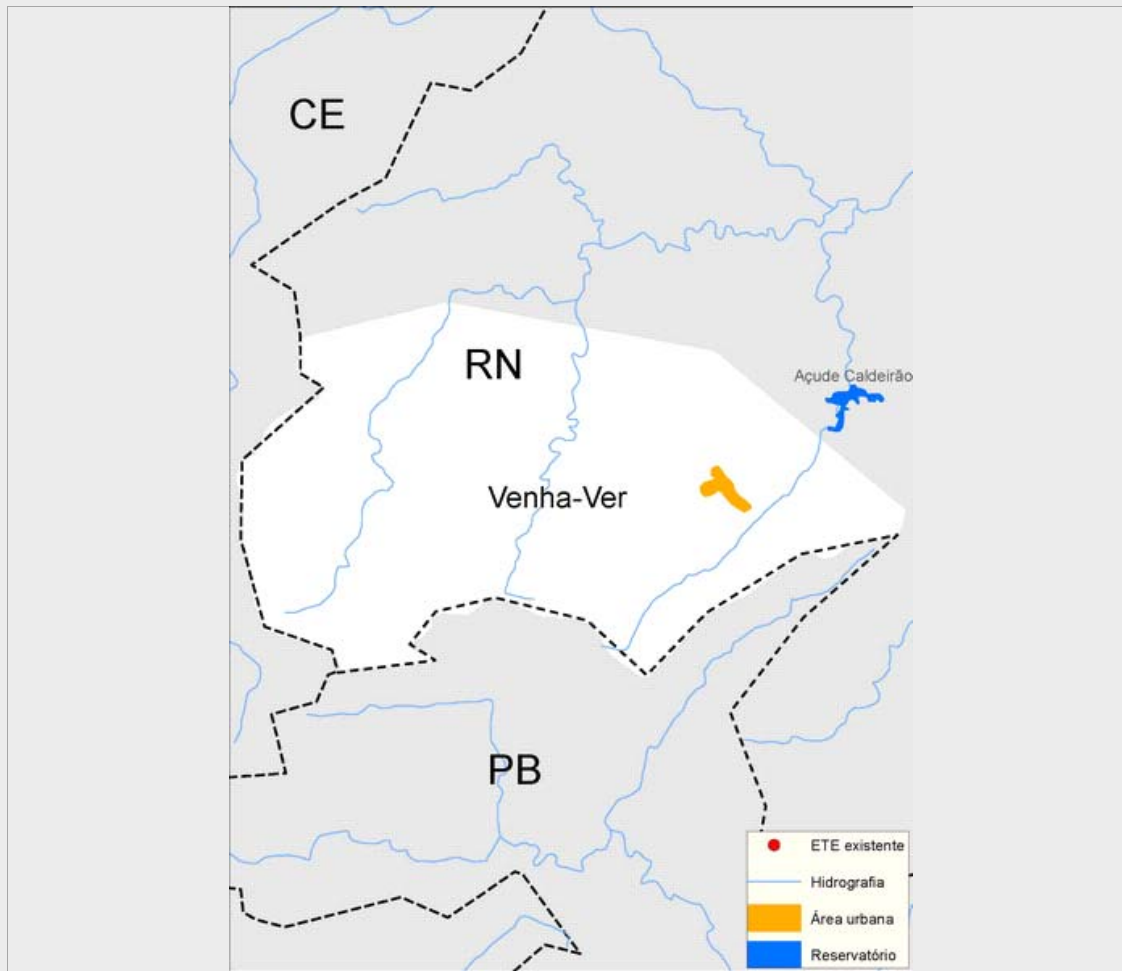 CE
RN
Açude Caldeirão
Venha-Ver
PB
ETE existente
Hidrografia
Área urbana
Reservatório